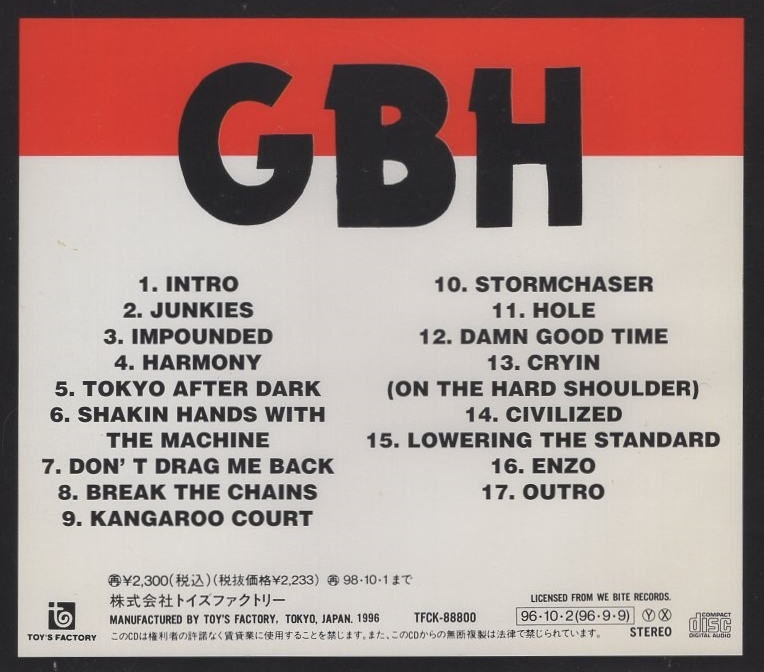 GBH
1. INTRO
2. JUNKIES
3. IMPOUNDED
4. HARMONY
5. TOKYO AFTER DARK
6. SHAKIN HANDS WITH
THE MACHINE
7. DON' T DRAG ME BACK
8. BREAK THE CHAINS
9. KANGAROO COURT
10. STORMCHASER
11. HOLE
12. DAMN GOOD TIME
13. CRYIN
(ON THE HARD SHOULDER)
14. CIVILIZED
15. LOWERING THE STANDARD
16. ENZO
17. OUTRO
㊢¥2,300(税込)(税抜価格¥2,233) ㊢ 98·10·1まで
株式会社トイズファクトリー
MANUFACTURED BY TOY'S FACTORY, TOKYO, JAPAN. 1996
TFCK-88800
TOY'S FACTORY
このCDは権利者の許諾なく賃貸業に使用することを禁じます。また、このCDからの無断複製は法律で禁じられています。
LICENSED FROM WE BITE RECORDS.
96·10·2(96·9·9) Ⓨ Ⓧ
STEREO
COMPACT
disc
DIGITAL AUDIO